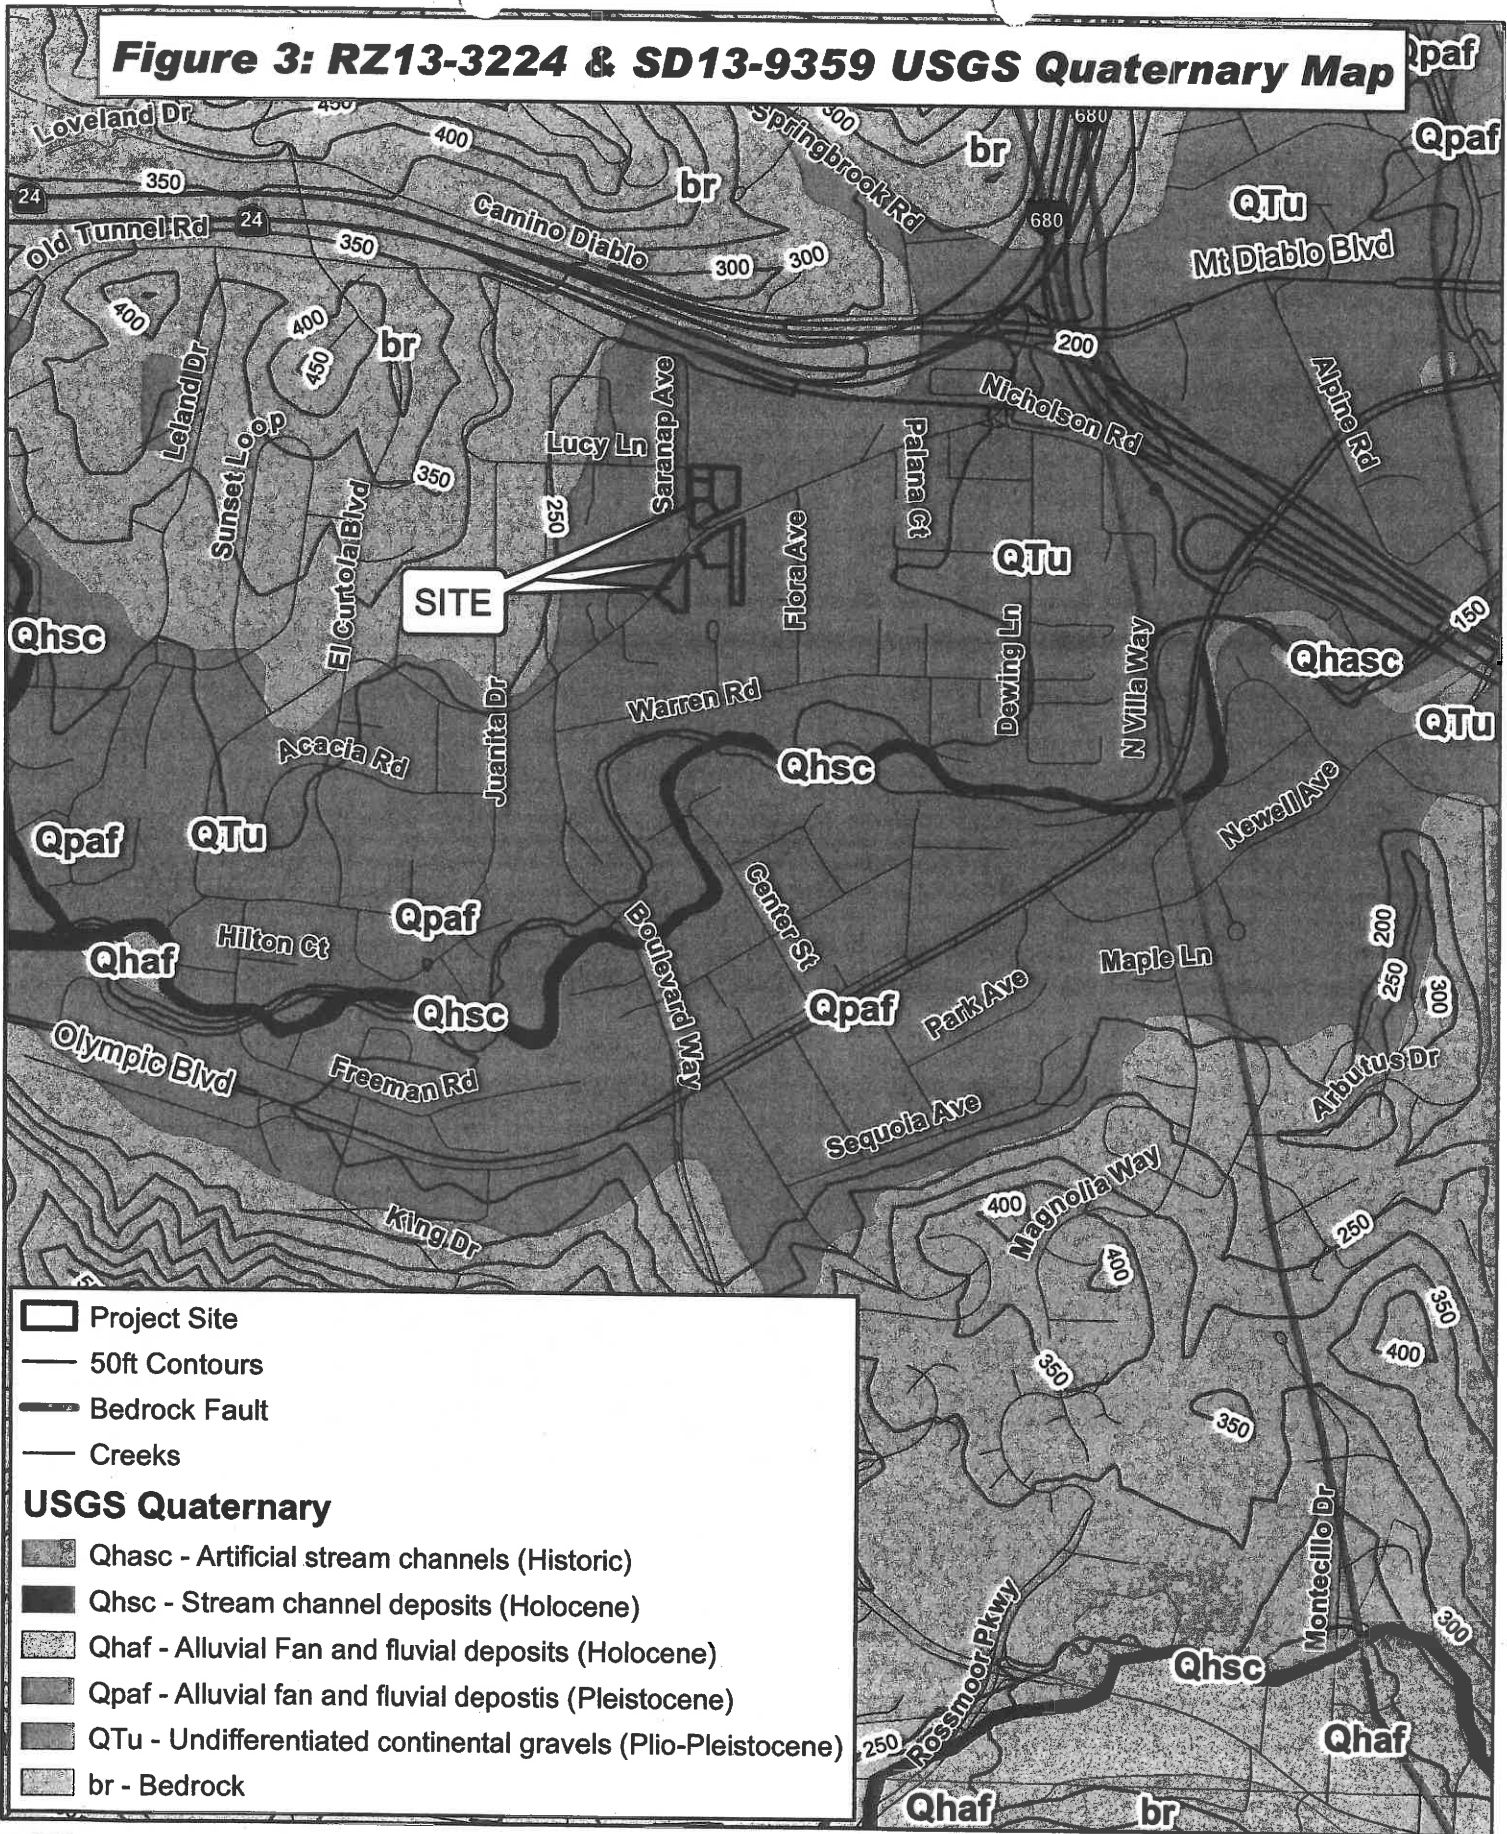 Figure 3: RZ13-3224 & SD13-9359 USGS Quaternary Map
Qpaf
Loveland Dr
450
400
Springbrook Rd
300
680
br
Qpaf
350
br
24
24
Old Tunnel Rd
350
Camino Diablo
300
300
680
QTu
Mt Diablo Blvd
400
400
450
br
200
Leland Dr
Sunset Loop
El Curtola Blvd
350
250
Lucy Ln
Saranap Ave
Nicholson Rd
Palana Ct
Alpine Rd
Flora Ave
QTu
SITE
Qhsc
Dewing Ln
N Villa Way
150
Qhasc
QTu
Warren Rd
Juanita Dr
Acacia Rd
Qhsc
Newell Ave
Qpaf
QTu
Qpaf
Center St
Hilton Ct
Qhaf
Boulevard Way
Qhsc
Qpaf
Park Ave
Maple Ln
200
250
300
Olympic Blvd
Freeman Rd
Arbutus Dr
Sequoia Ave
King Dr
Magnolia Way
400
400
250
350
400
350
350
Project Site
50ft Contours
Bedrock Fault
Creeks
USGS Quaternary
Qhasc - Artificial stream channels (Historic)
Qhsc - Stream channel deposits (Holocene)
Qhaf - Alluvial Fan and fluvial deposits (Holocene)
Qpaf - Alluvial fan and fluvial depostis (Pleistocene)
QTu - Undifferentiated continental gravels (Plio-Pleistocene)
br - Bedrock
Montecillo Dr
Rossmoor Pkwy
300
Qhsc
250
Qhaf
Qhaf
br